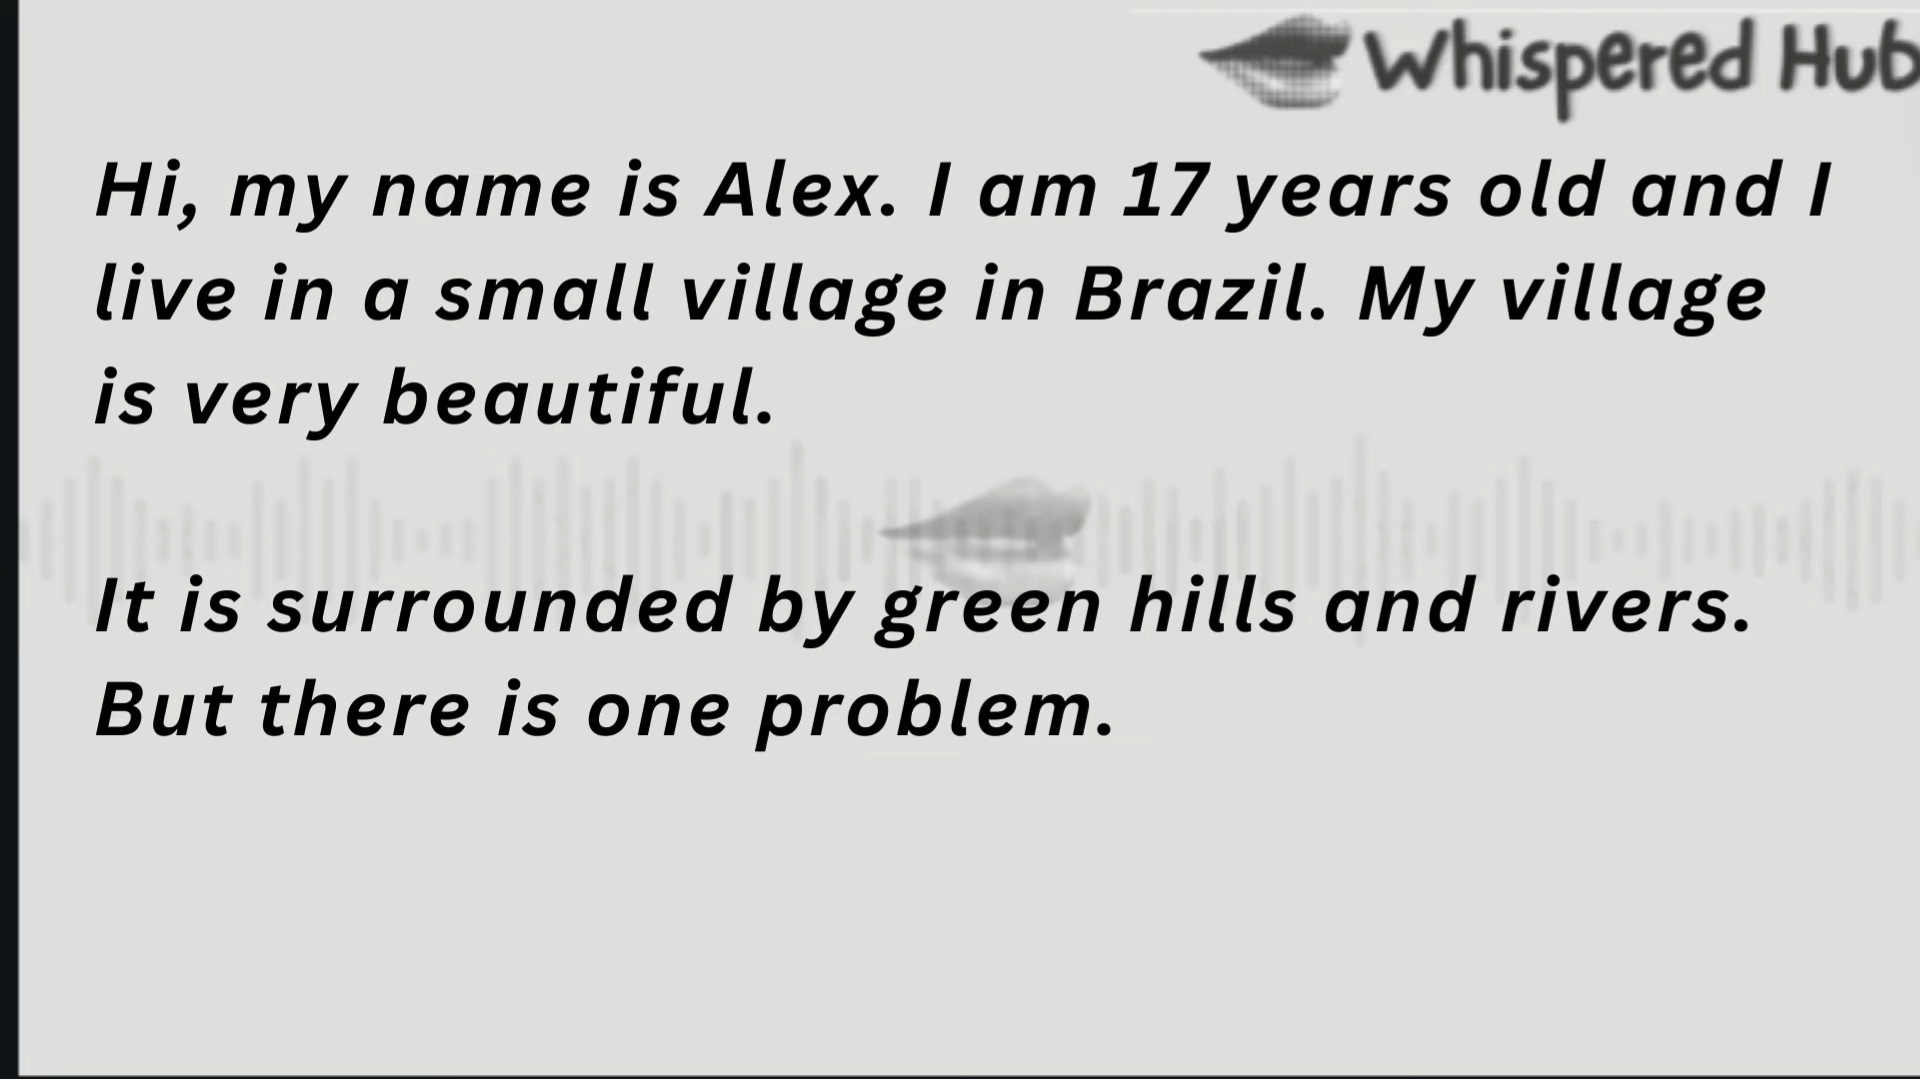 Whispered Hub
Hi, my name is Alex. I am 17 years old and I
live in a small village in Brazil. My village
is very beautiful.
It is surrounded by green hills and rivers.
But there is one problem.